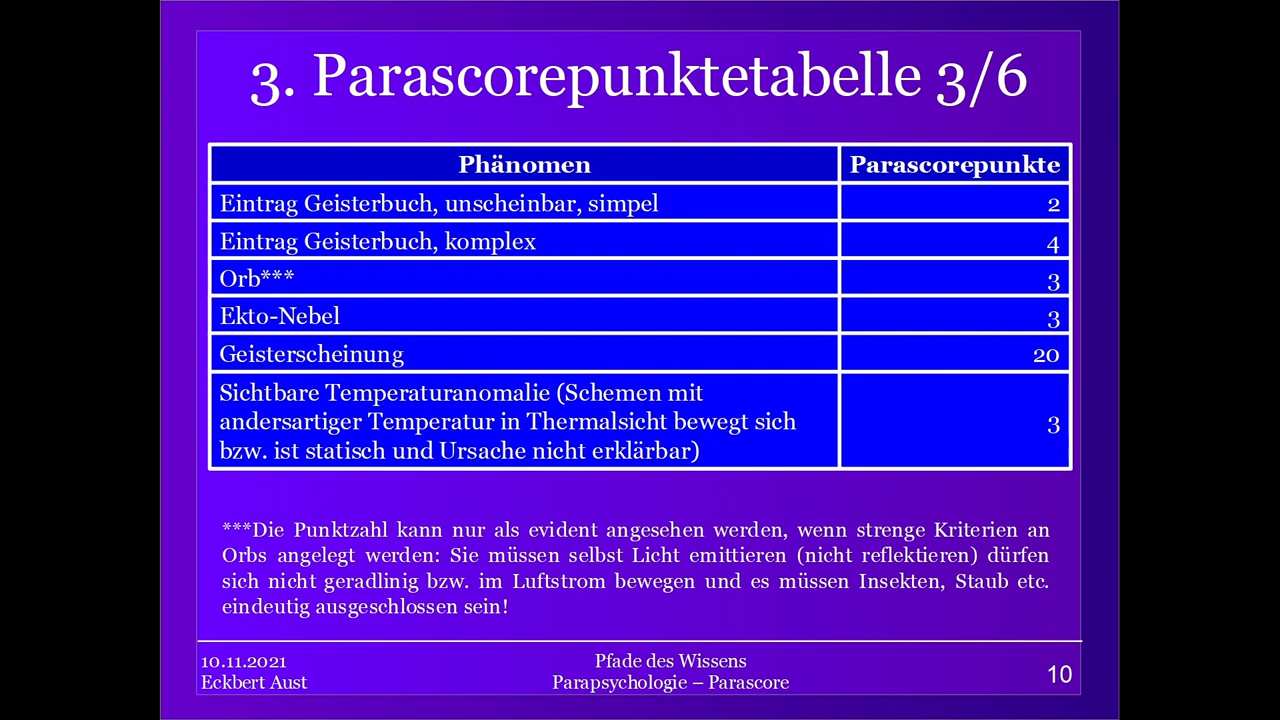 3. Parascorepunktetabelle 3/6
Phänomen Parascorepunkte
Eintrag Geisterbuch, unscheinbar, simpel 2
Eintrag Geisterbuch, komplex 4
Orb*** 3
Ekto-Nebel 3
Geisterscheinung 20
Sichtbare Temperaturanomalie (Schemen mit
andersartiger Temperatur in Thermalsicht bewegt sich
bzw. ist statisch und Ursache nicht erklärbar) 3
***Die Punktzahl kann nur als evident angesehen werden, wenn strenge Kriterien an
Orbs angelegt werden: Sie müssen selbst Licht emittieren (nicht reflektieren) dürfen
sich nicht geradlinig bzw. im Luftstrom bewegen und es müssen Insekten, Staub etc.
eindeutig ausgeschlossen sein!
10.11.2021
Eckbert Aust
Pfade des Wissens
Parapsychologie – Parascore
10